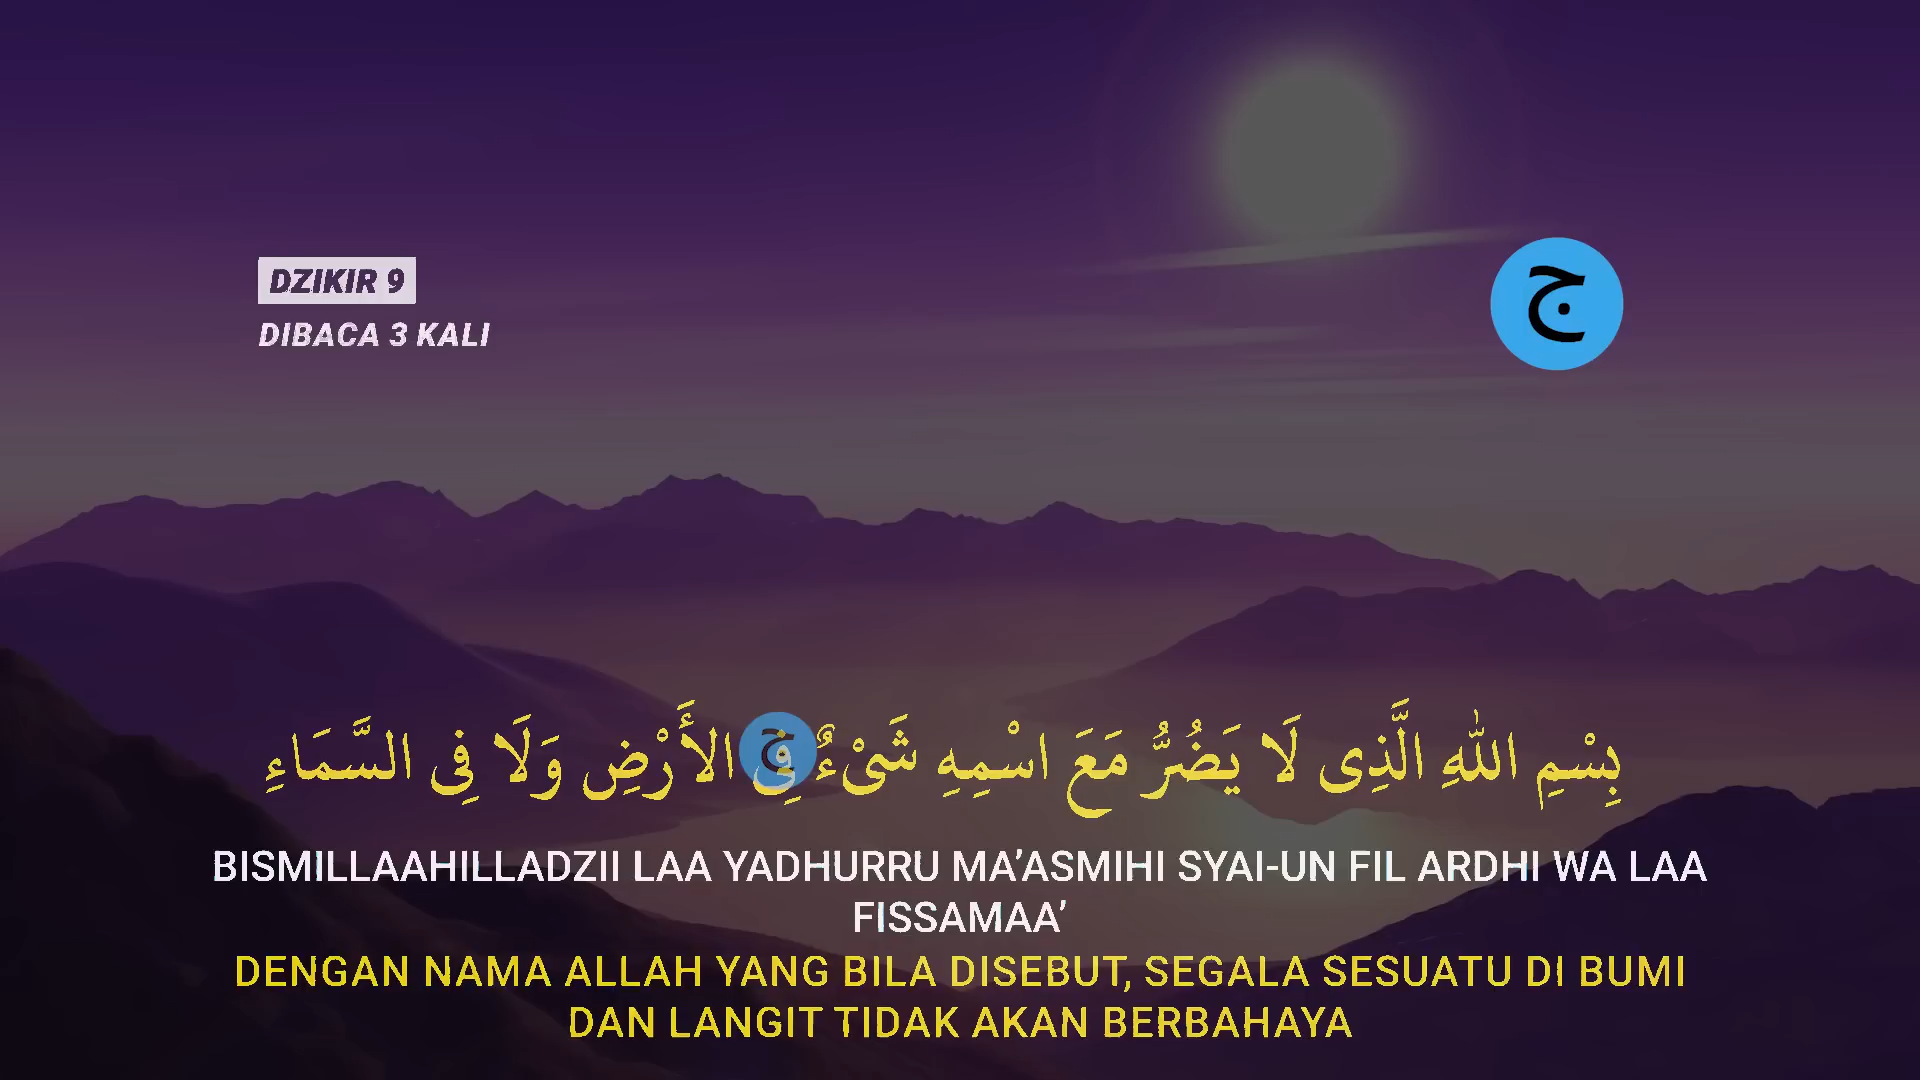 DZIKIR 9
DIBACA 3 KALI
ج
بِسْمِ اللهِ الَّذِى لَا يَضُرُّ مَعَ اسْمِهِ شَىْءٌ فِى الأَرْضِ وَلَا فِى السَّمَاءِ
BISMILLAAHILLADZII LAA YADHURRU MA’ASMIHI SYAI-UN FIL ARDHI WA LAA
FISSAMAA’
DENGAN NAMA ALLAH YANG BILA DISEBUT, SEGALA SESUATU DI BUMI
DAN LANGIT TIDAK AKAN BERBAHAYA